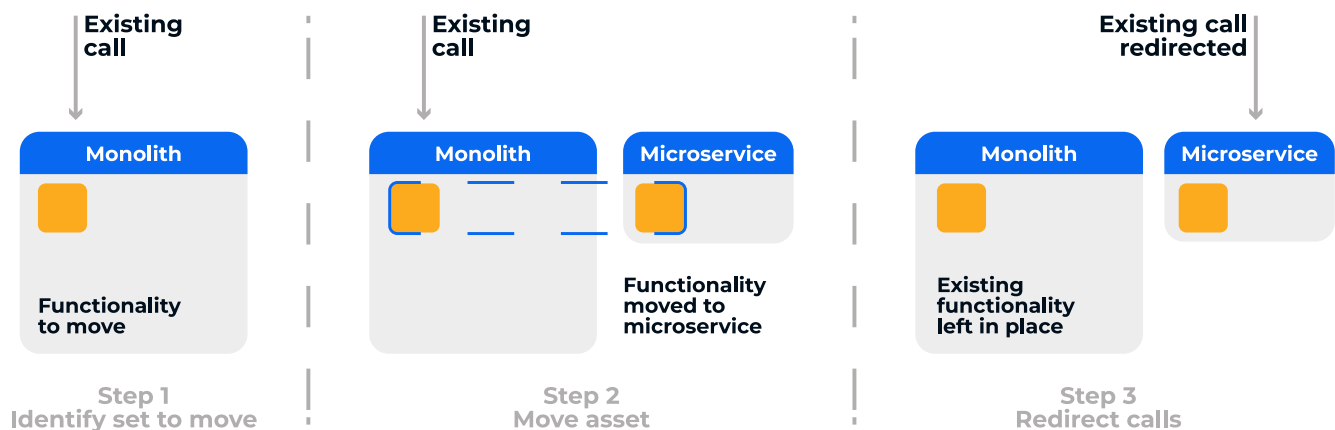 Existing
call
Monolith
Functionality
to move
Step 1
Identify set to move
Existing
call
Monolith
Microservice
Functionality
moved to
microservice
Step 2
Move asset
Existing call
redirected
Monolith
Microservice
Existing
functionality
left in place
Step 3
Redirect calls